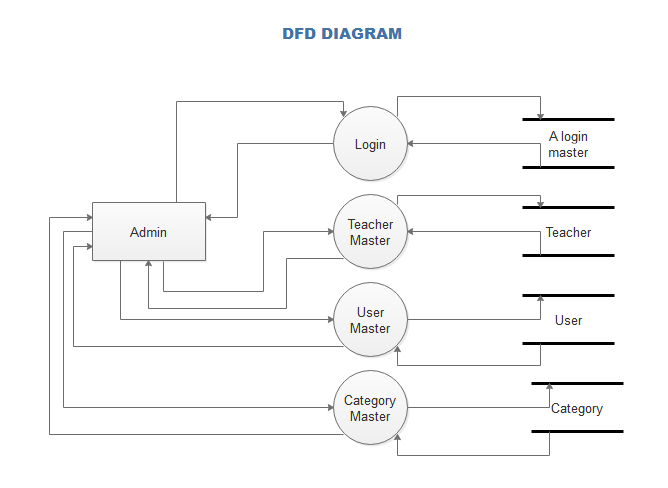 DFD DIAGRAM
Login
A login
master
Admin
Teacher
Master
Teacher
User
Master
User
Category
Master
Category